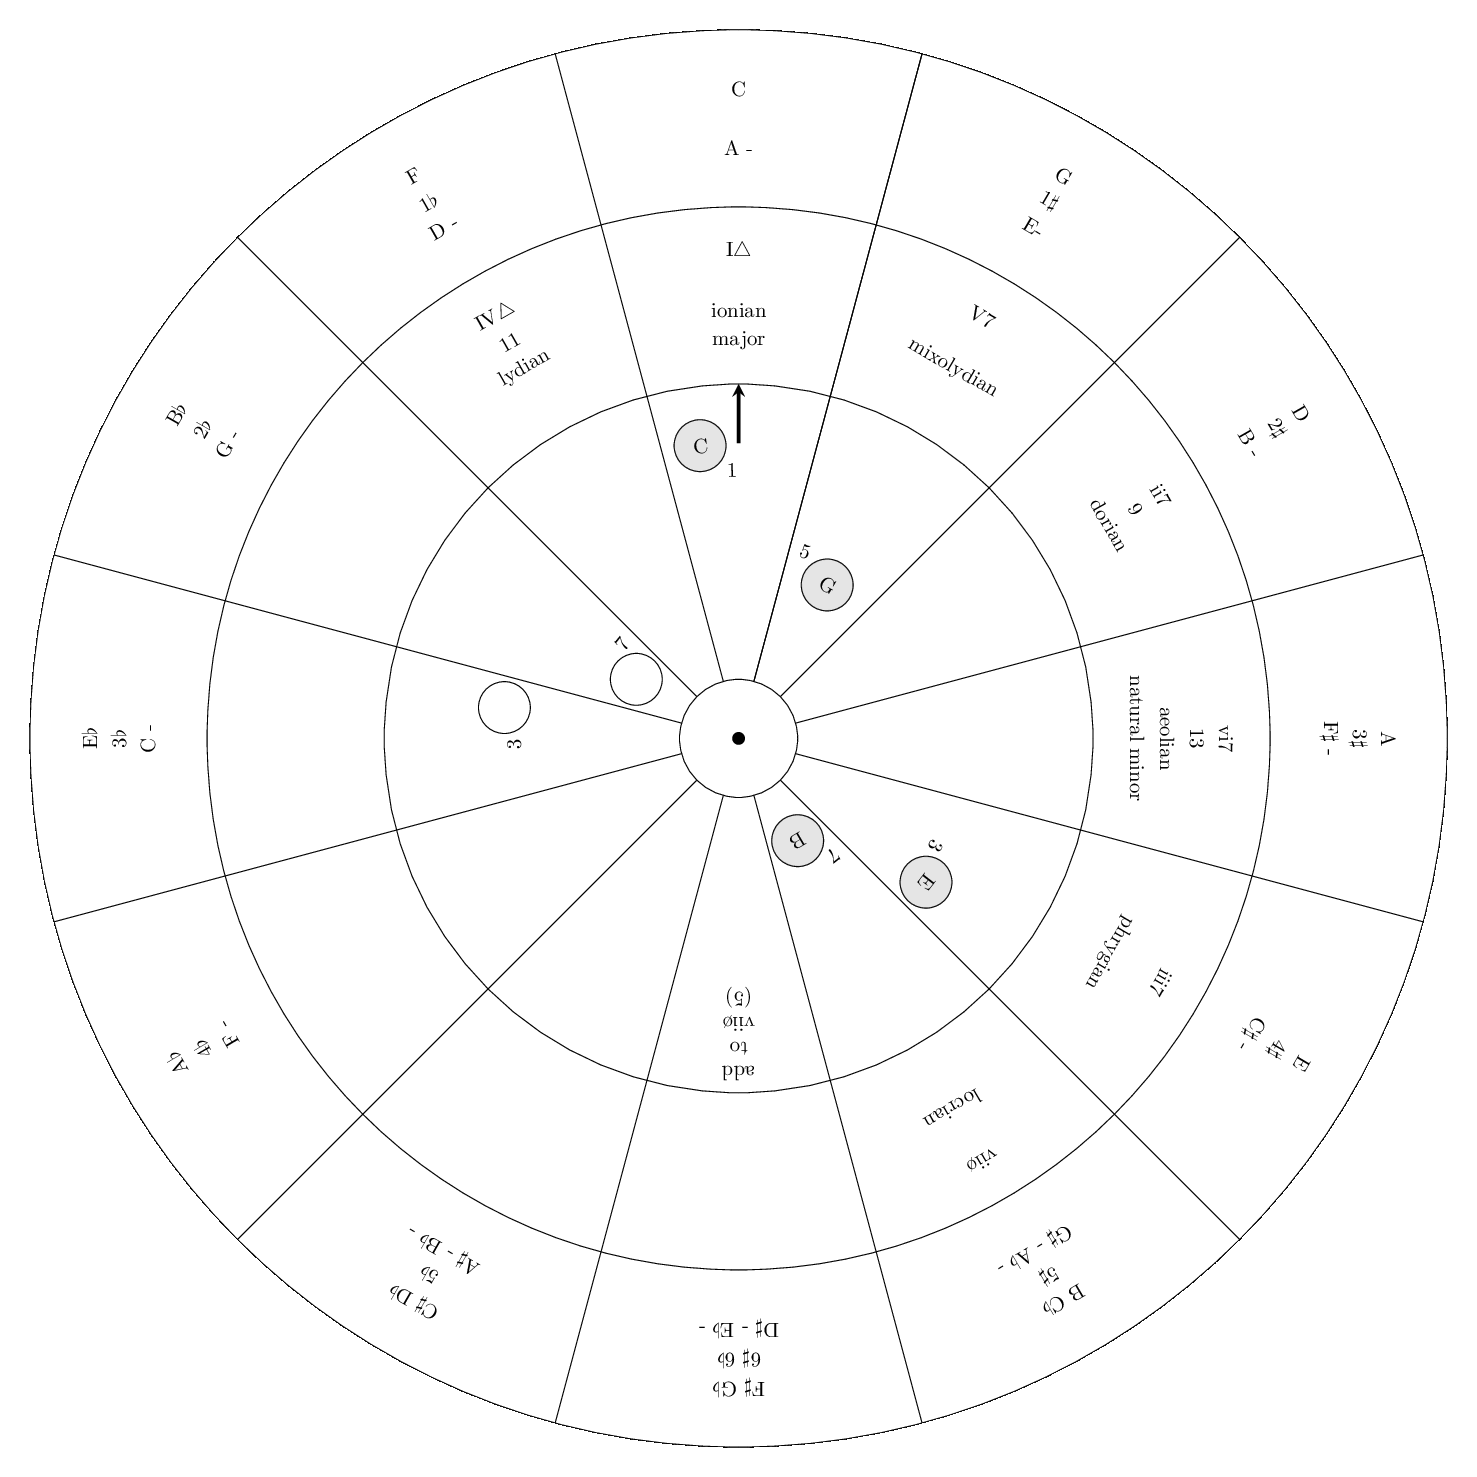 C
A -
G
1♯
E-
D
2♯
B -
A
3♯
F♯ -
E
4♯
C♯ -
B C♭
5♯
G♯ - A♭ -
F♯ G♭
6♯ 6♭
D♯ - E♭ -
C♯ D♭
5♭
A♯ - B♭ -
A♭
4♭
F -
E♭
3♭
C -
B♭
2♭
G -
F
1♭
D -
I△
ionian
major
V7
mixolydian
ii7
9
dorian
vi7
13
aeolian
natural minor
iii7
phrygian
viiø
locrian
IV△
11
lydian
C
1
G
5
E
3
B
7
add
to
viiø
(5)
3
7